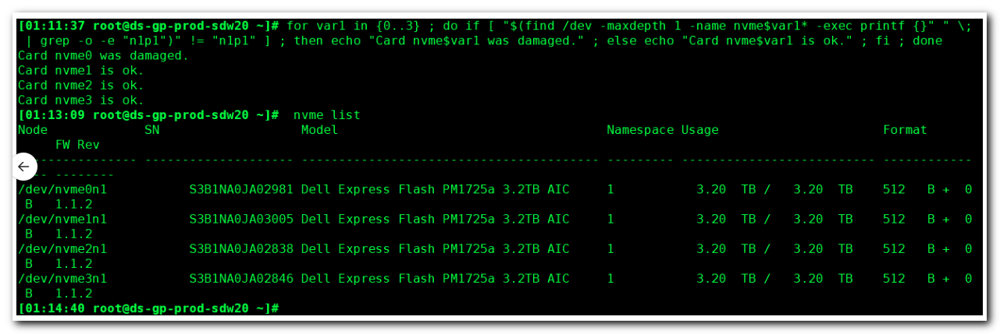 [01:11:37 root@ds-gp-prod-sdw20 ~]# for var1 in {0..3} ; do if [ "$(find /dev -maxdepth 1 -name nvme$var1* -exec printf {}" " \;
 | grep -o -e "n1p1")" != "n1p1" ] ; then echo "Card nvme$var1 was damaged." ; else echo "Card nvme$var1 is ok." ; fi ; done
Card nvme0 was damaged.
Card nvme1 is ok.
Card nvme2 is ok.
Card nvme3 is ok.
[01:13:09 root@ds-gp-prod-sdw20 ~]#  nvme list
Node             SN                   Model                                    Namespace Usage                      Format
     FW Rev
------------- -------------------- ---------------------------------------- --------- -------------------------- ------------
--- --------
/dev/nvme0n1           S3B1NA0JA02981 Dell Express Flash PM1725a 3.2TB AIC     1           3.20  TB /   3.20  TB    512   B +  0
 B   1.1.2
/dev/nvme1n1           S3B1NA0JA03005 Dell Express Flash PM1725a 3.2TB AIC     1           3.20  TB /   3.20  TB    512   B +  0
 B   1.1.2
/dev/nvme2n1           S3B1NA0JA02838 Dell Express Flash PM1725a 3.2TB AIC     1           3.20  TB /   3.20  TB    512   B +  0
 B   1.1.2
/dev/nvme3n1           S3B1NA0JA02846 Dell Express Flash PM1725a 3.2TB AIC     1           3.20  TB /   3.20  TB    512   B +  0
 B   1.1.2
[01:14:40 root@ds-gp-prod-sdw20 ~]#